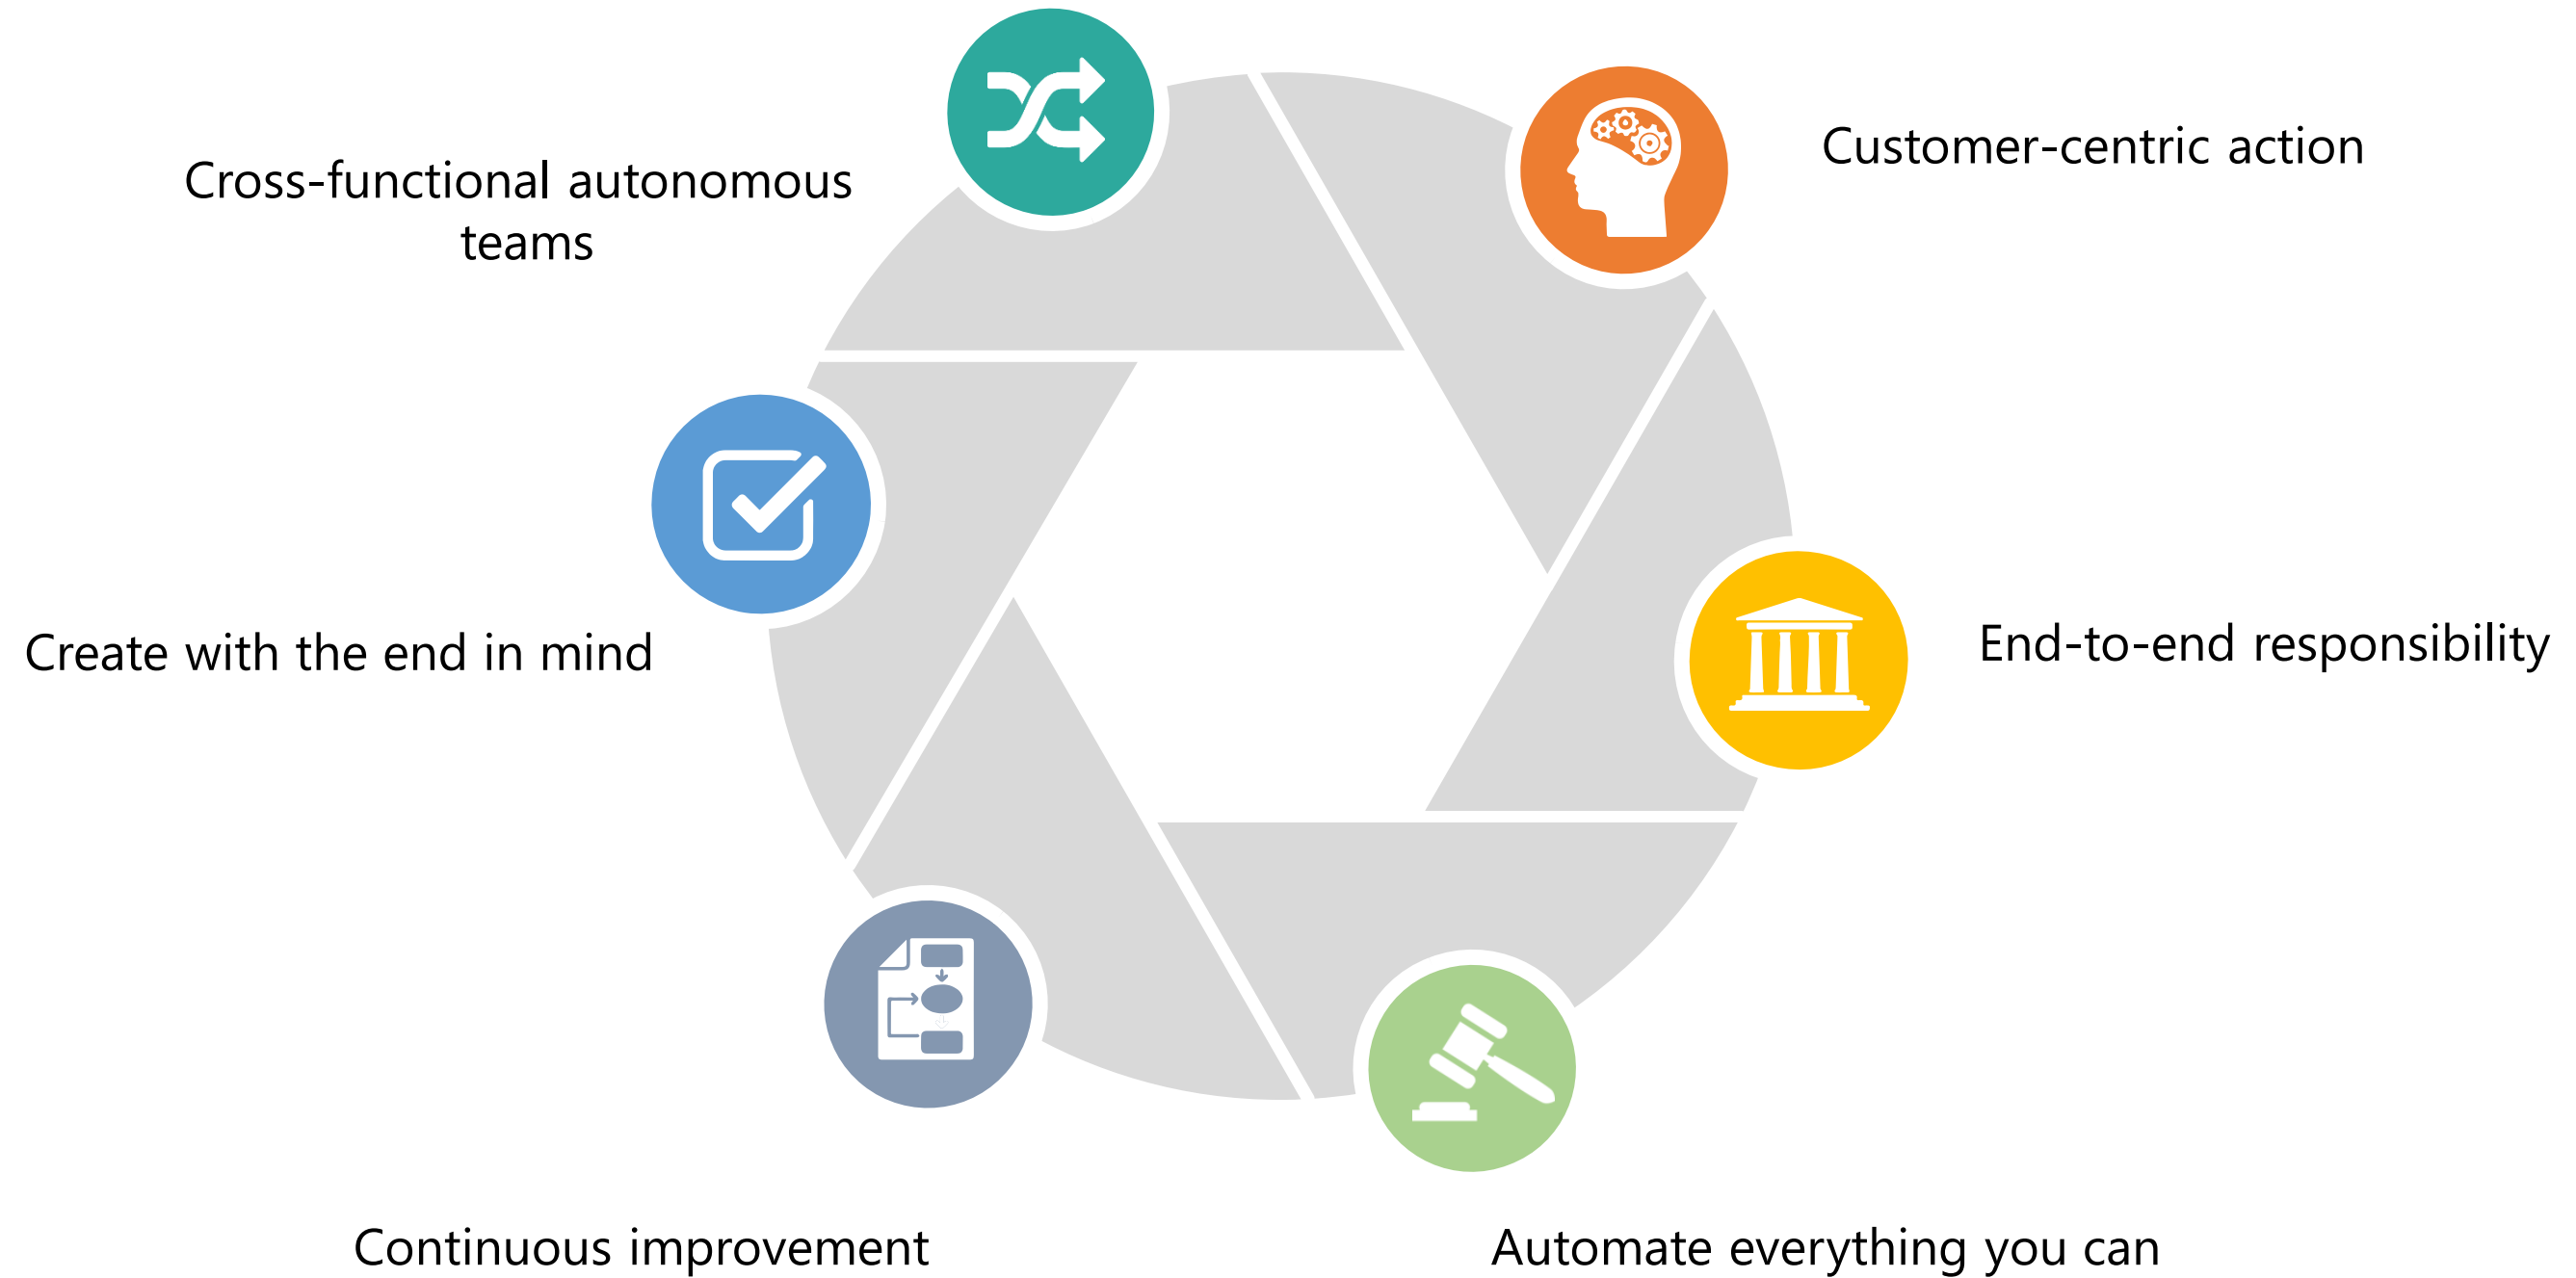 Customer-centric action
Cross-functional autonomous
teams
End-to-end responsibility
Create with the end in mind
Continuous improvement
Automate everything you can